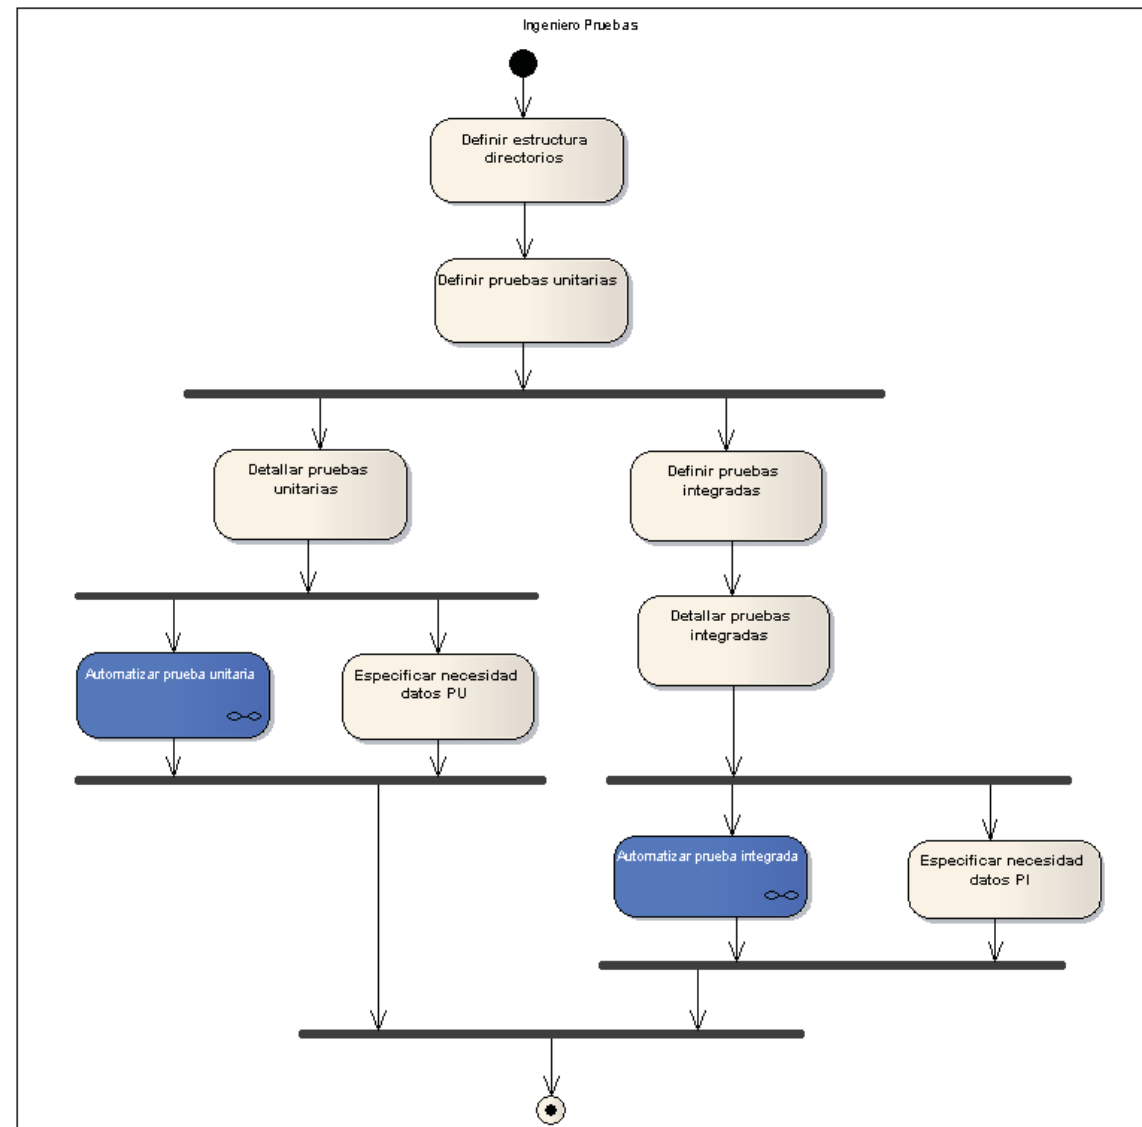 Ingeniero Pruebas
Definir estructura
directorios
Definir pruebas unitarias
Detallar pruebas
unitarias
Definir pruebas
integradas
Detallar pruebas
integradas
Automatizar prueba unitaria
Especificar necesidad
datos PU
Automatizar prueba integrada
Especificar necesidad
datos PI